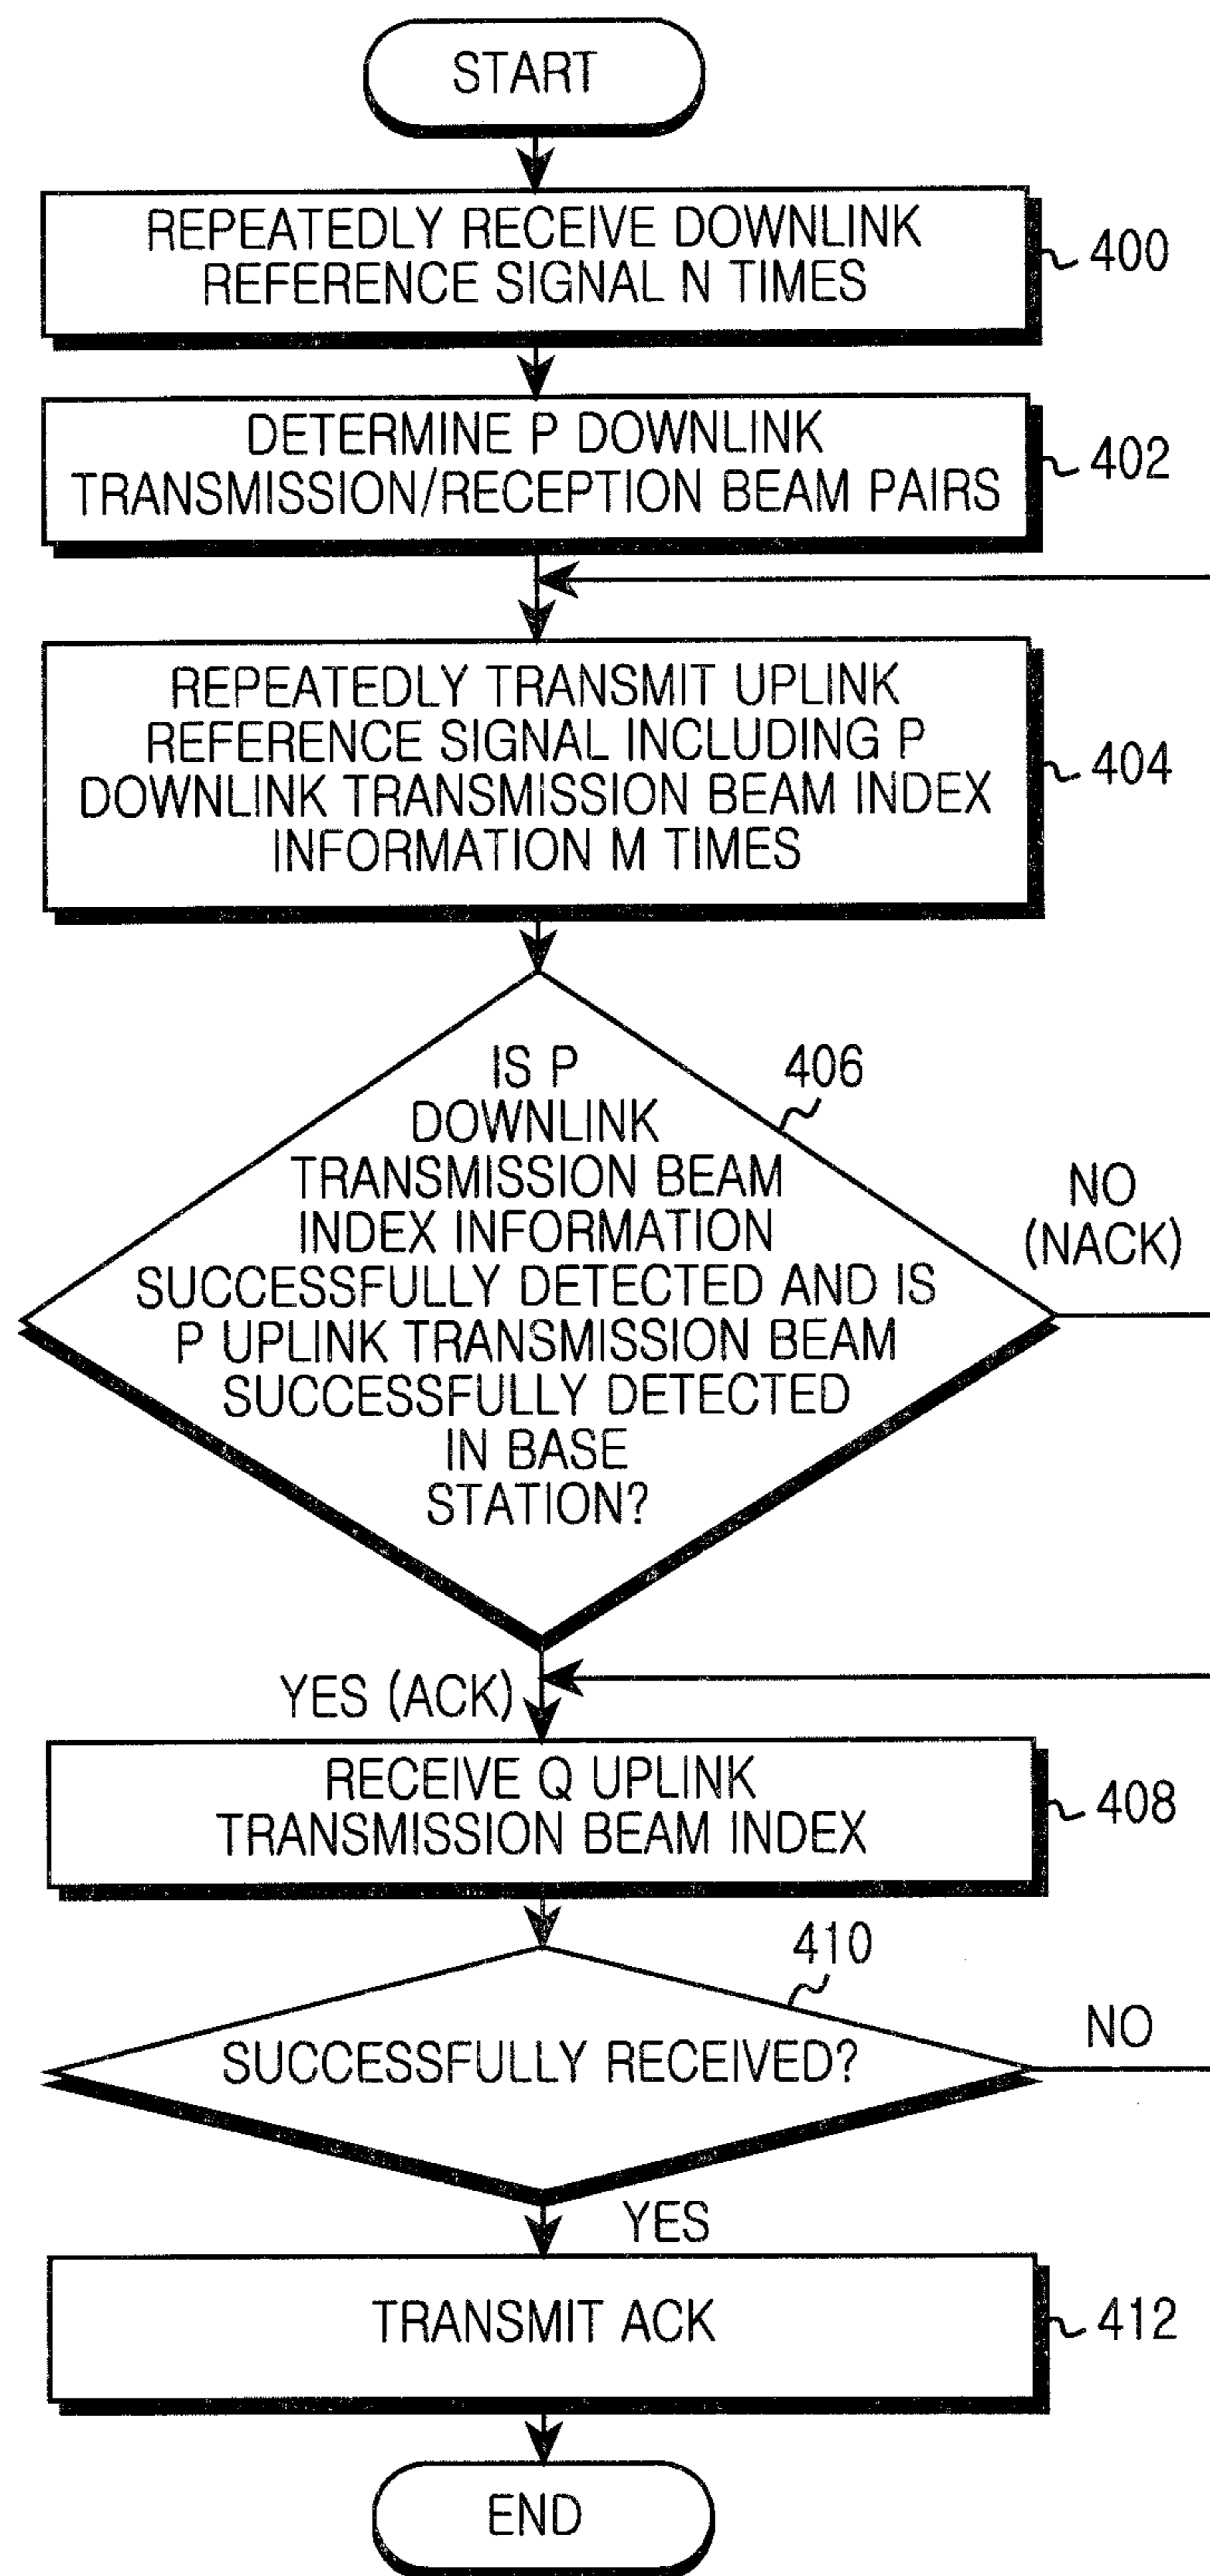 START
REPEATEDLY RECEIVE DOWNLINK
REFERENCE SIGNAL N TIMES
400
DETERMINE P DOWNLINK
TRANSMISSION/RECEPTION BEAM PAIRS
402
REPEATEDLY TRANSMIT UPLINK
REFERENCE SIGNAL INCLUDING P
DOWNLINK TRANSMISSION BEAM INDEX
INFORMATION M TIMES
404
IS P
DOWNLINK
TRANSMISSION BEAM
INDEX INFORMATION
SUCCESSFULLY DETECTED AND IS
P UPLINK TRANSMISSION BEAM
SUCCESSFULLY DETECTED
IN BASE
STATION?
406
NO
(NACK)
YES (ACK)
RECEIVE Q UPLINK
TRANSMISSION BEAM INDEX
408
410
SUCCESSFULLY RECEIVED?
NO
YES
TRANSMIT ACK
412
END